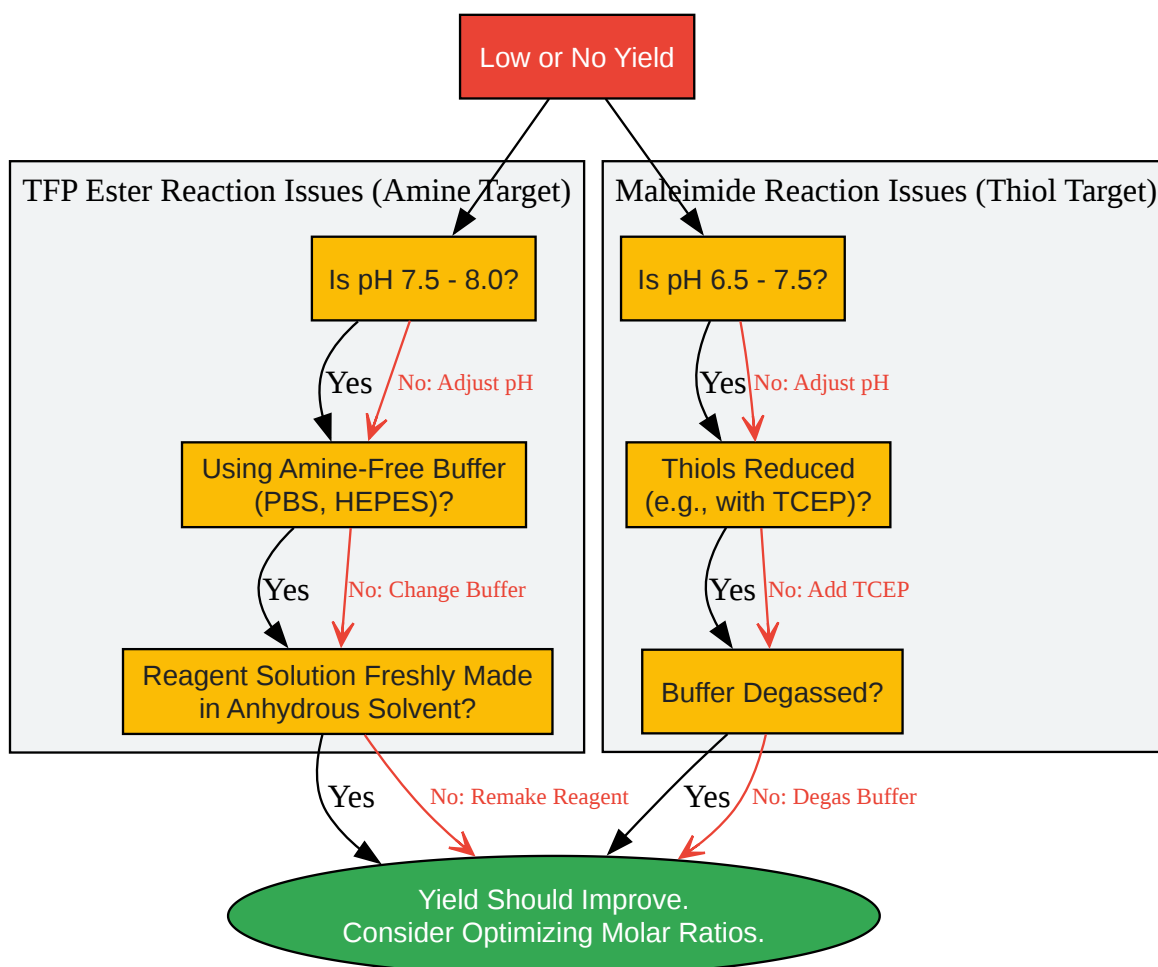 Low or No Yield
TFP Ester Reaction Issues (Amine Target)
Maleimide Reaction Issues (Thiol Target)
Is pH 7.5 - 8.0?
Is pH 6.5 - 7.5?
Yes
No: Adjust pH
Yes
No: Adjust pH
Using Amine-Free Buffer
(PBS, HEPES)?
Thiols Reduced
(e.g., with TCEP)?
Yes
No: Change Buffer
Yes
No: Add TCEP
Reagent Solution Freshly Made
in Anhydrous Solvent?
Buffer Degassed?
Yes
No: Remake Reagent
Yes
No: Degas Buffer
Yield Should Improve.
Consider Optimizing Molar Ratios.